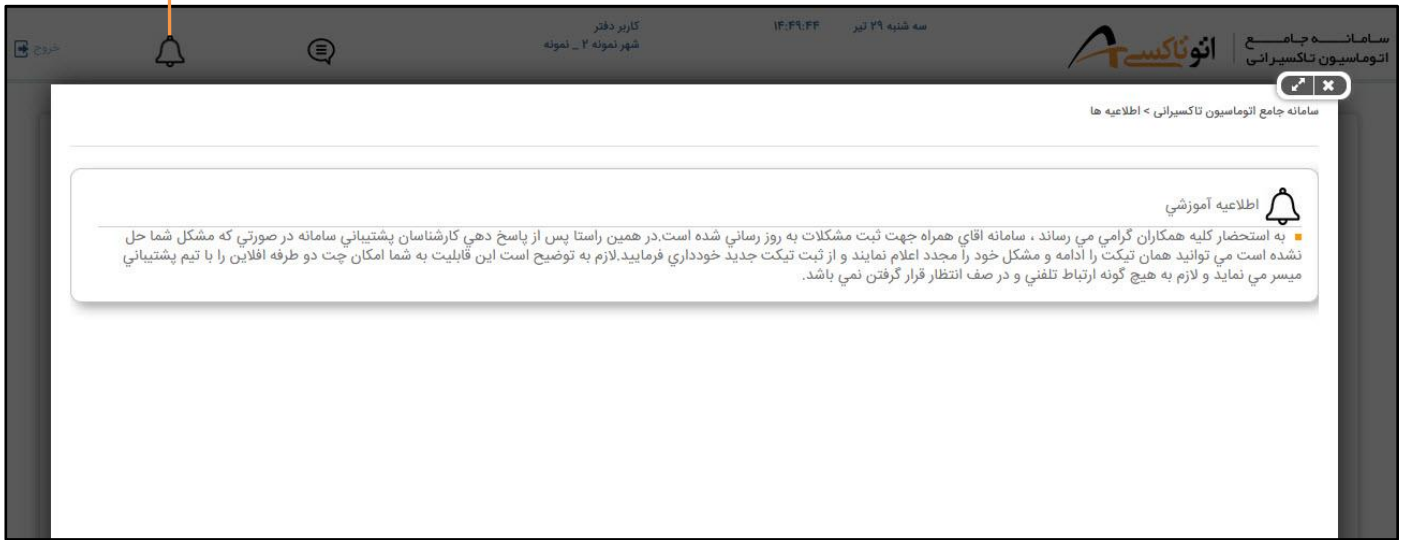 سامانه جامع
اتوماسیون تاکسیرانی
اتوتاکسی
سه شنبه ۲۹ تیر ۱۴:۴۹:۴۴
کاربر دفتر
شهر نمونه ۲ _ نمونه
خروج
سامانه جامع اتوماسیون تاکسیرانی > اطلاعیه ها
اطلاعيه آموزشي
به استحضار كليه همكاران گرامي مي رساند ، سامانه اقاي همراه جهت ثبت مشكلات به روز رساني شده است.در همين راستا پس از پاسخ دهي كارشناسان پشتيباني سامانه در صورتي كه مشكل شما حل
نشده است مي توانيد همان تيكت را ادامه و مشكل خود را مجدد اعلام نمايند و از ثبت تيكت جديد خودداري فرماييد.لازم به توضيح است اين قابليت به شما امكان چت دو طرفه افلاين را با تيم پشتيباني
ميسر مي نمايد و لازم به هيچ گونه ارتباط تلفني و در صف انتظار قرار گرفتن نمي باشد.